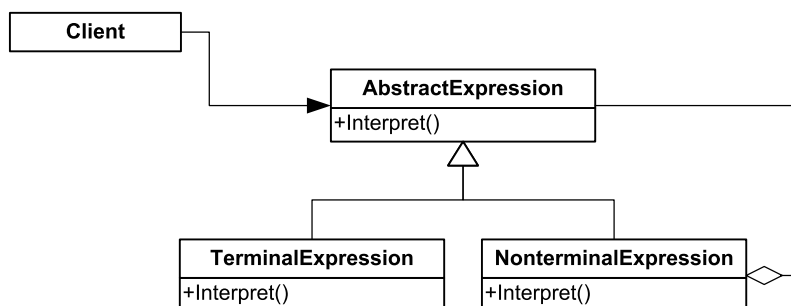 Client
AbstractExpression
+Interpret()
TerminalExpression
NonterminalExpression
+Interpret()
+Interpret()